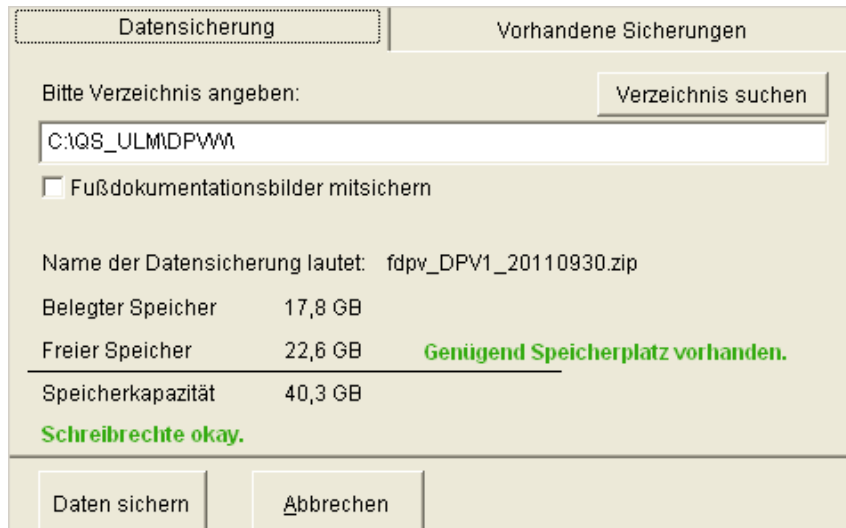 Datensicherung Vorhandene Sicherungen
Bitte Verzeichnis angeben: Verzeichnis suchen
C:\QS_ULM\DPVW\
Fußdokumentationsbilder mitsichern
Name der Datensicherung lautet: fdpv_DPV1_20110930.zip
Belegter Speicher 17,8 GB
Freier Speicher 22,6 GB Genügend Speicherplatz vorhanden.
Speicherkapazität 40,3 GB
Schreibrechte okay.
Daten sichern Abbrechen